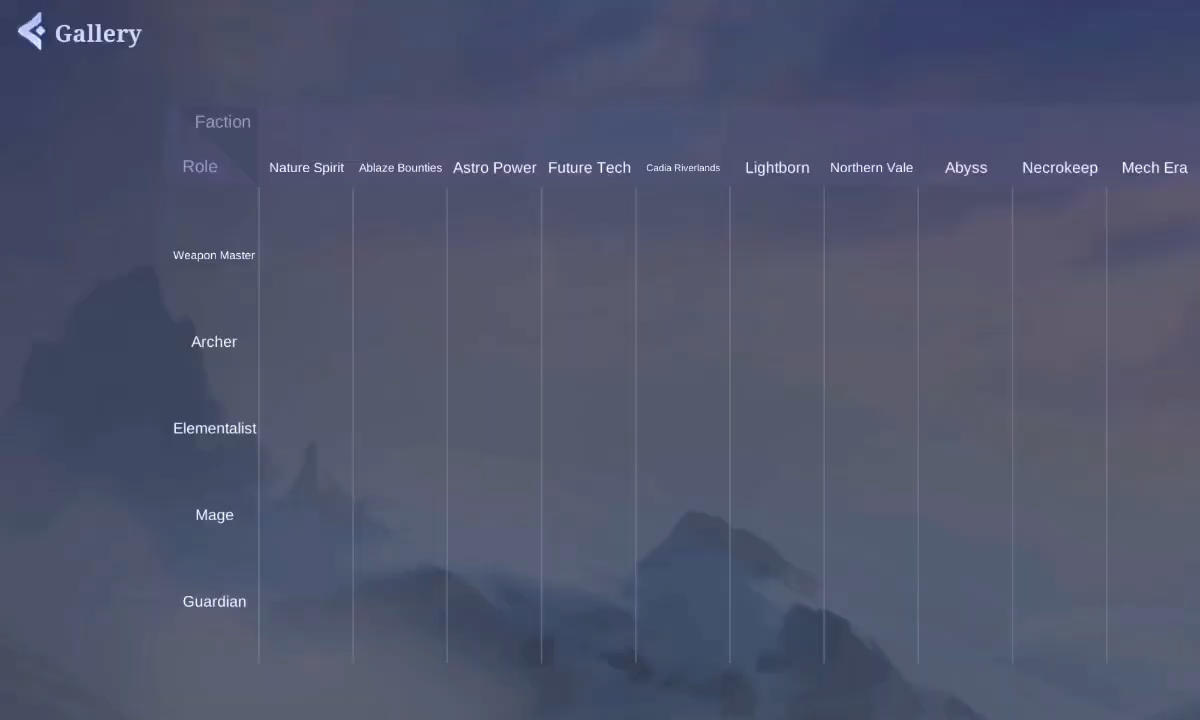 Gallery
Faction
Role
Nature Spirit Ablaze Bounties Astro Power Future Tech Cadia Riverlands Lightborn Northern Vale Abyss Necrokeep Mech Era
Weapon Master
Archer
Elementalist
Mage
Guardian